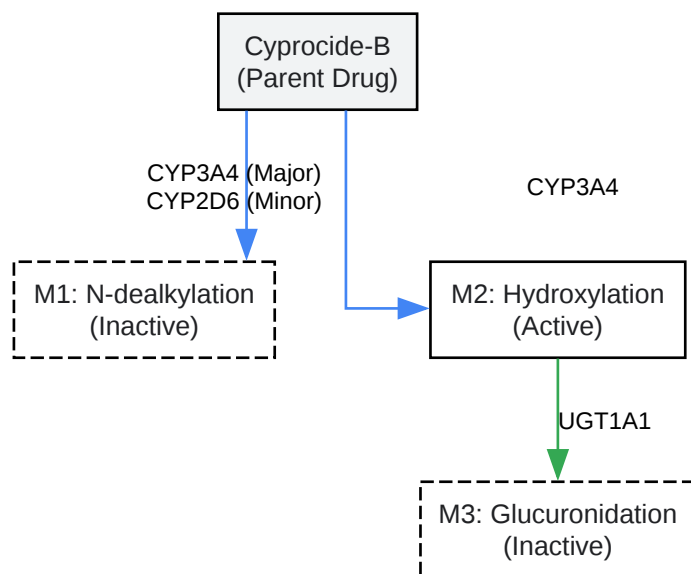 Cyprocide-B
(Parent Drug)
CYP3A4 (Major)
CYP2D6 (Minor)
CYP3A4
M1: N-dealkylation
(Inactive)
M2: Hydroxylation
(Active)
UGT1A1
M3: Glucuronidation
(Inactive)